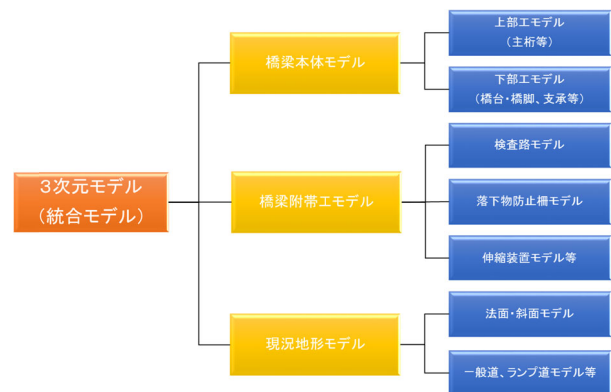 3次元モデル
(統合モデル)
橋梁本体モデル
上部工モデル
(主桁等)
下部工モデル
(橋台・橋脚、支承等)
橋梁附帯工モデル
検査路モデル
落下物防止柵モデル
伸縮装置モデル等
現況地形モデル
法面・斜面モデル
一般道、ランプ道モデル等